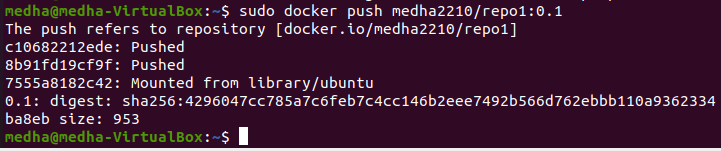 medha@medha-VirtualBox:~$ sudo docker push medha2210/repo1:0.1
The push refers to repository [docker.io/medha2210/repo1]
c10682212ede: Pushed
8b91fd19cf9f: Pushed
7555a8182c42: Mounted from library/ubuntu
0.1: digest: sha256:4296047cc785a7c6feb7c4cc146b2eee7492b566d762ebbb110a9362334
ba8eb size: 953
medha@medha-VirtualBox:~$